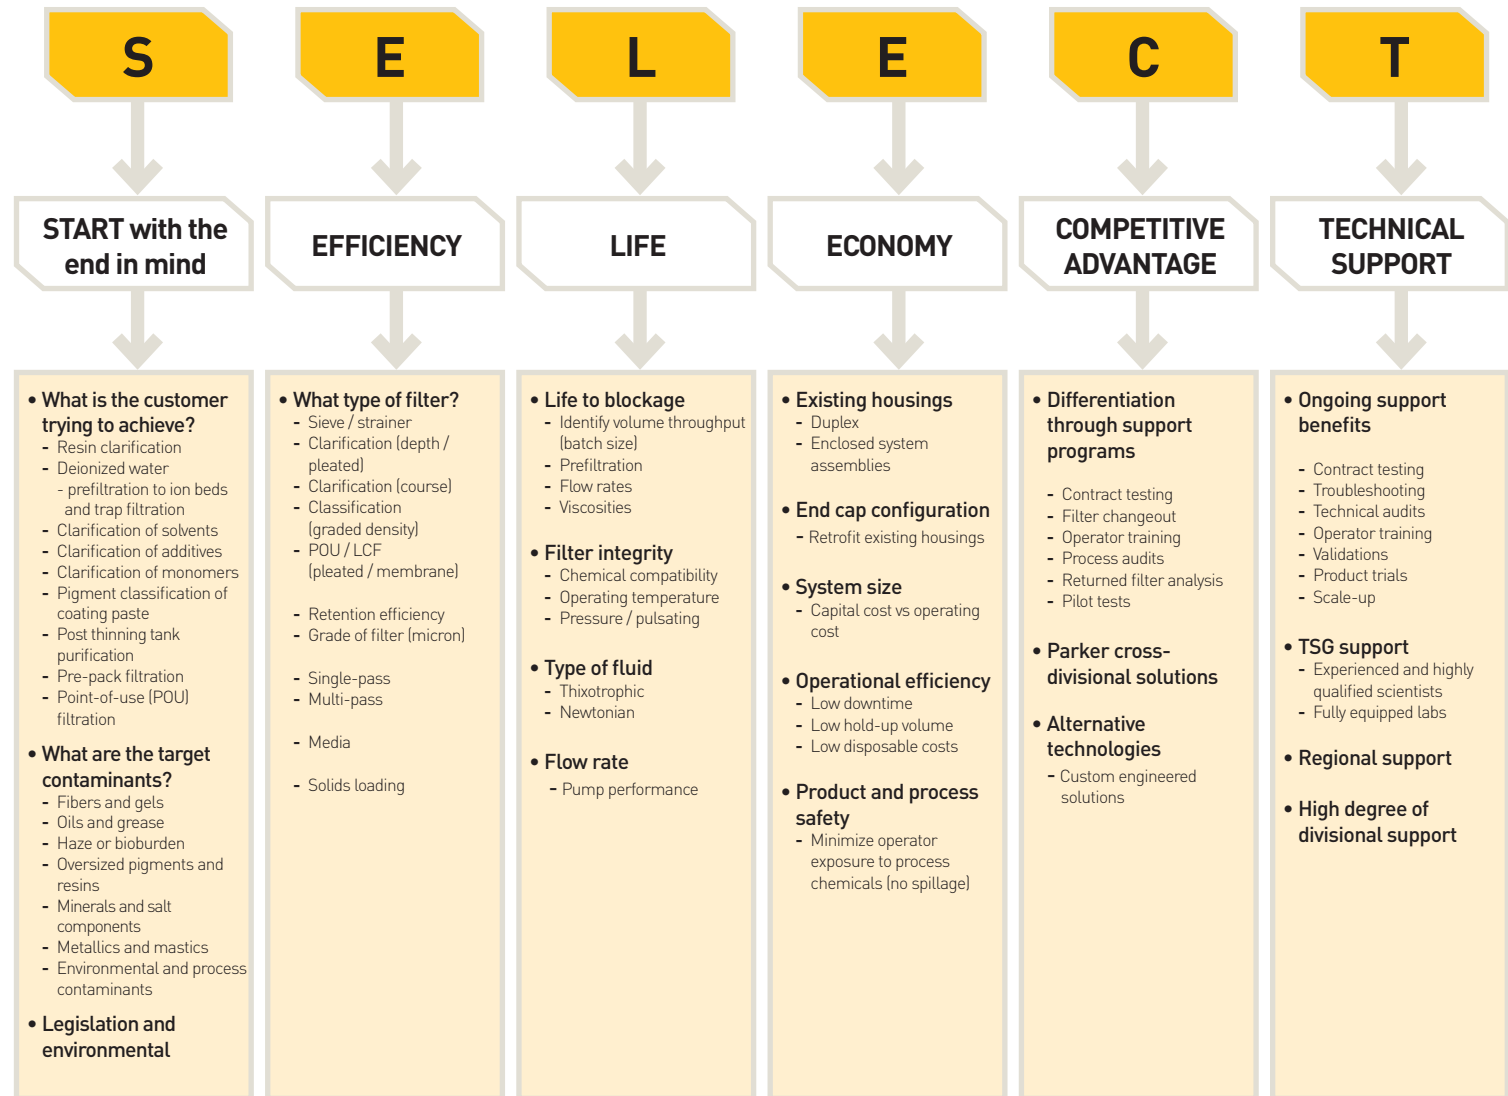 S
E
L
E
C
T
START with the
end in mind
EFFICIENCY
LIFE
ECONOMY
COMPETITIVE
ADVANTAGE
TECHNICAL
SUPPORT
• What is the customer
trying to achieve?
- Resin clarification
- Deionized water
- prefiltration to ion beds
and trap filtration
- Clarification of solvents
- Clarification of additives
- Clarification of monomers
- Pigment classification of
coating paste
- Post thinning tank
purification
- Pre-pack filtration
- Point-of-use (POU)
filtration
• What are the target
contaminants?
- Fibers and gels
- Oils and grease
- Haze or bioburden
- Oversized pigments and
resins
- Minerals and salt
components
- Metallics and mastics
- Environmental and process
contaminants
• Legislation and
environmental
• What type of filter?
- Sieve / strainer
- Clarification (depth /
pleated)
- Clarification (course)
- Classification
(graded density)
- POU / LCF
(pleated / membrane)
- Retention efficiency
- Grade of filter (micron)
- Single-pass
- Multi-pass
- Media
- Solids loading
• Life to blockage
- Identify volume throughput
(batch size)
- Prefiltration
- Flow rates
- Viscosities
• Filter integrity
- Chemical compatibility
- Operating temperature
- Pressure / pulsating
• Type of fluid
- Thixotrophic
- Newtonian
• Flow rate
- Pump performance
• Existing housings
- Duplex
- Enclosed system
assemblies
• End cap configuration
- Retrofit existing housings
• System size
- Capital cost vs operating
cost
• Operational efficiency
- Low downtime
- Low hold-up volume
- Low disposable costs
• Product and process
safety
- Minimize operator
exposure to process
chemicals (no spillage)
• Differentiation
through support
programs
- Contract testing
- Filter changeout
- Operator training
- Process audits
- Returned filter analysis
- Pilot tests
• Parker cross-
divisional solutions
• Alternative
technologies
- Custom engineered
solutions
• Ongoing support
benefits
- Contract testing
- Troubleshooting
- Technical audits
- Operator training
- Validations
- Product trials
- Scale-up
• TSG support
- Experienced and highly
qualified scientists
- Fully equipped labs
• Regional support
• High degree of
divisional support